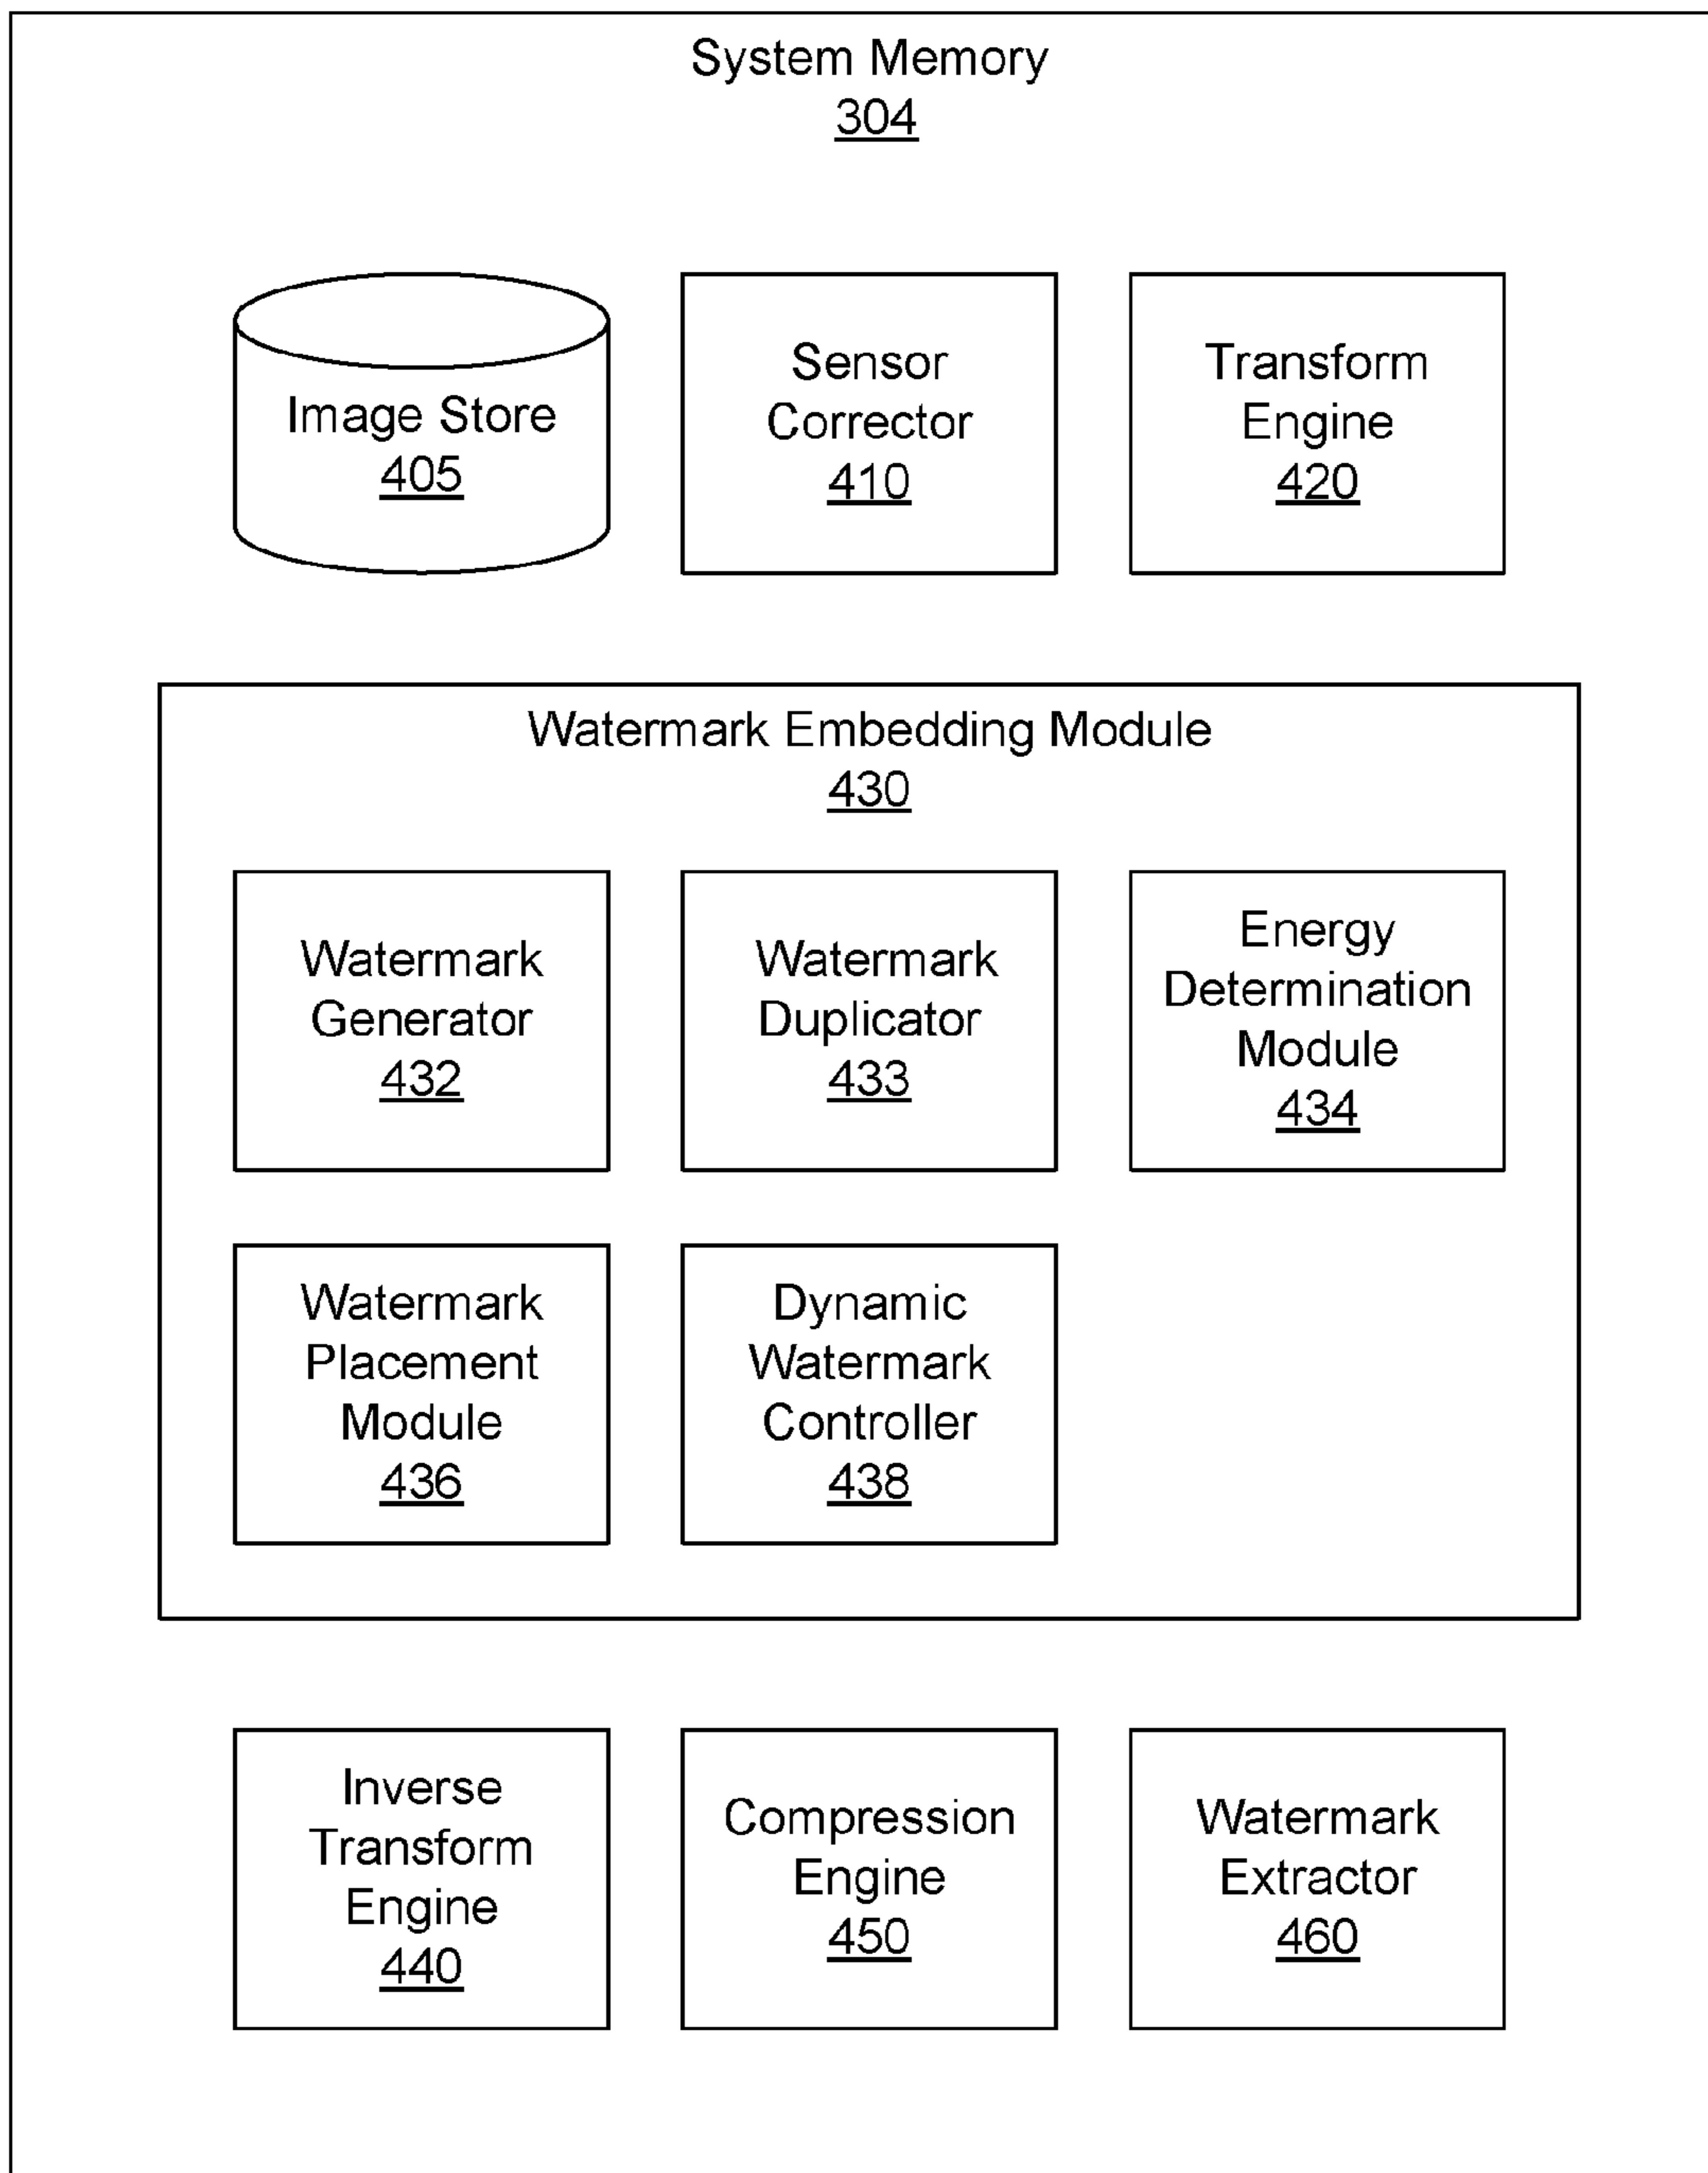 System Memory
304
Image Store
405
Sensor
Corrector
410
Transform
Engine
420
Watermark Embedding Module
430
Watermark
Generator
432
Watermark
Duplicator
433
Energy
Determination
Module
434
Watermark
Placement
Module
436
Dynamic
Watermark
Controller
438
Inverse
Transform
Engine
440
Compression
Engine
450
Watermark
Extractor
460